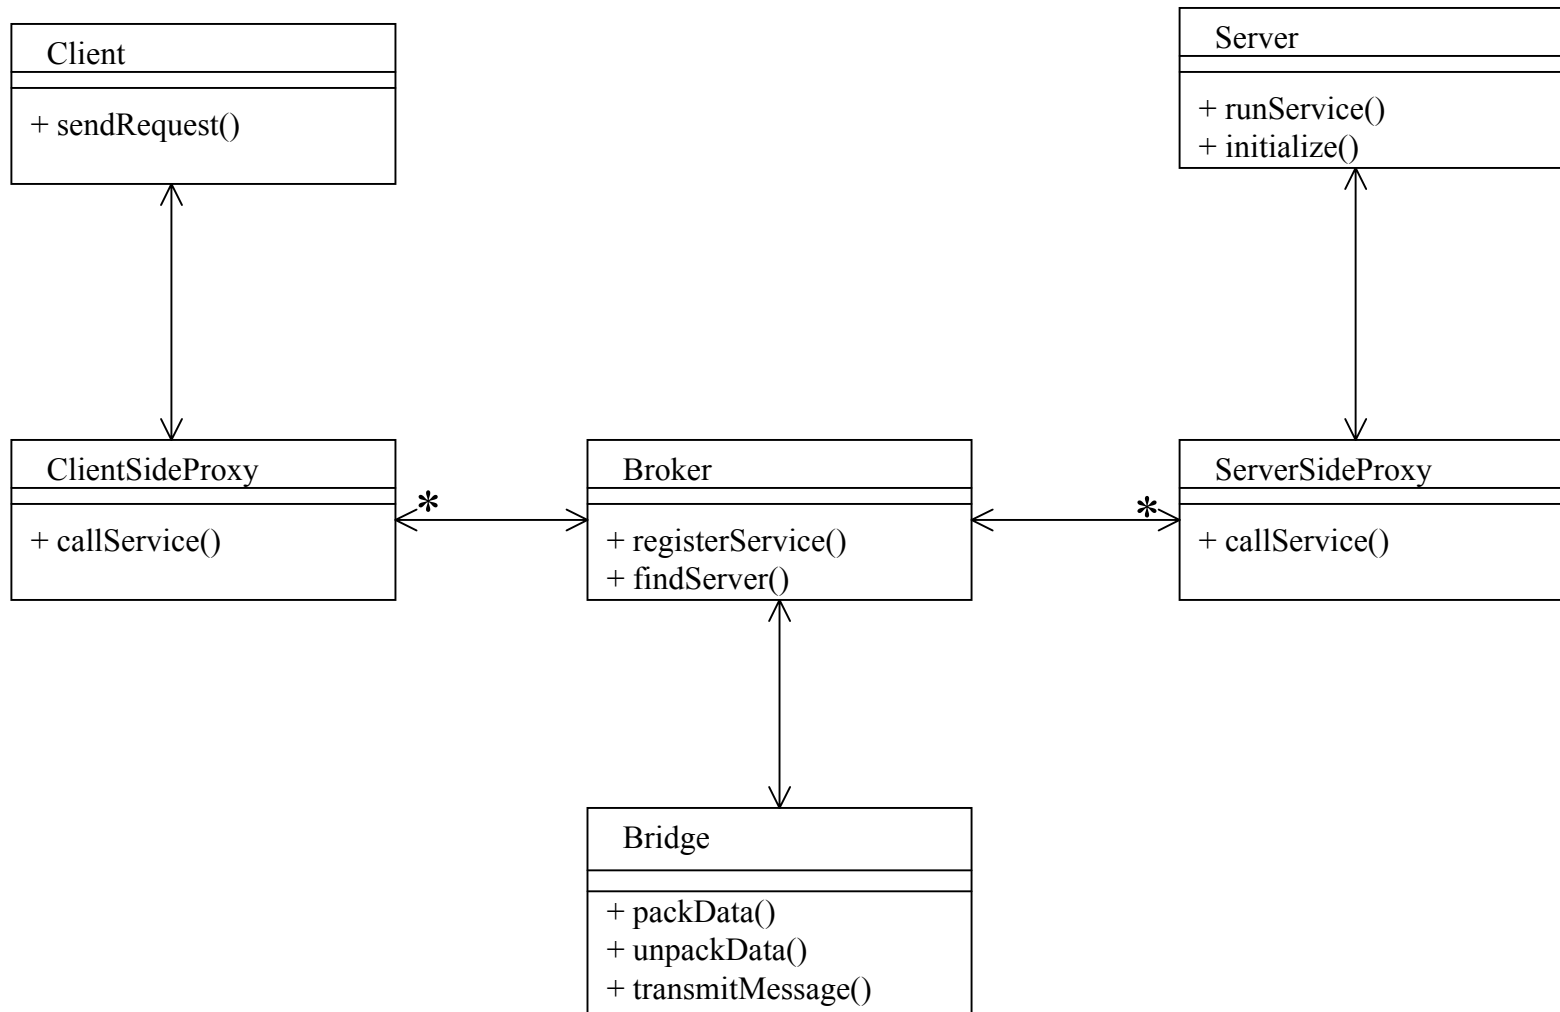 Client
+ sendRequest()
Server
+ runService()
+ initialize()
ClientSideProxy
+ callService()
*
Broker
+ registerService()
+ findServer()
*
ServerSideProxy
+ callService()
Bridge
+ packData()
+ unpackData()
+ transmitMessage()